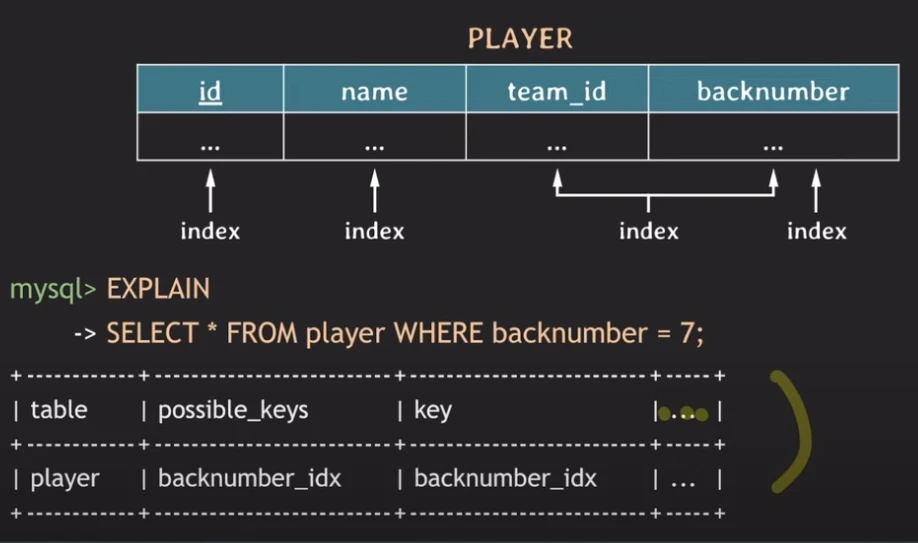 PLAYER
id name team_id backnumber
... ... ... ...
index index index index
mysql> EXPLAIN
-> SELECT * FROM player WHERE backnumber = 7;
+------------+------------------------+-------------------------+-----+
| table | possible_keys | key | ... |
+------------+------------------------+-------------------------+-----+
| player | backnumber_idx | backnumber_idx | ... |
+------------+------------------------+-------------------------+-----+